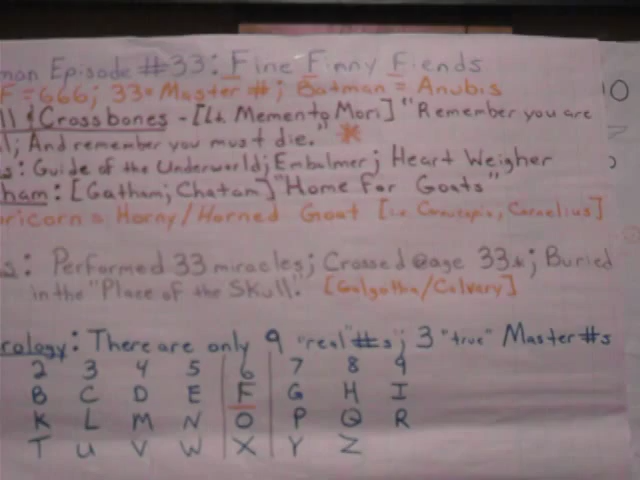 man Episode #33: Fine Finny Fiends
F=666; 33=Master #; Batman = Anubis
ll & Crossbones - [Lt. Memento Mori] "Remember you are
l; And remember you must die."
s: Guide of the Underworld; Embalmer; Heart Weigher
ham: [Gatham; Chatam] "Home For Goats"
ricorn = Horny/Horned Goat [i.e. Cornucopia, Cornelius]
s: Performed 33 miracles; Crossed @age 33*; Buried
in the "Place of the Skull." [Golgotha/Calvary]
rology: There are only 9 "real" #s; 3 "true" Master #s
2 3 4 5 6 7 8 9
B C D E F G H I
K L M N O P Q R
T U V W X Y Z